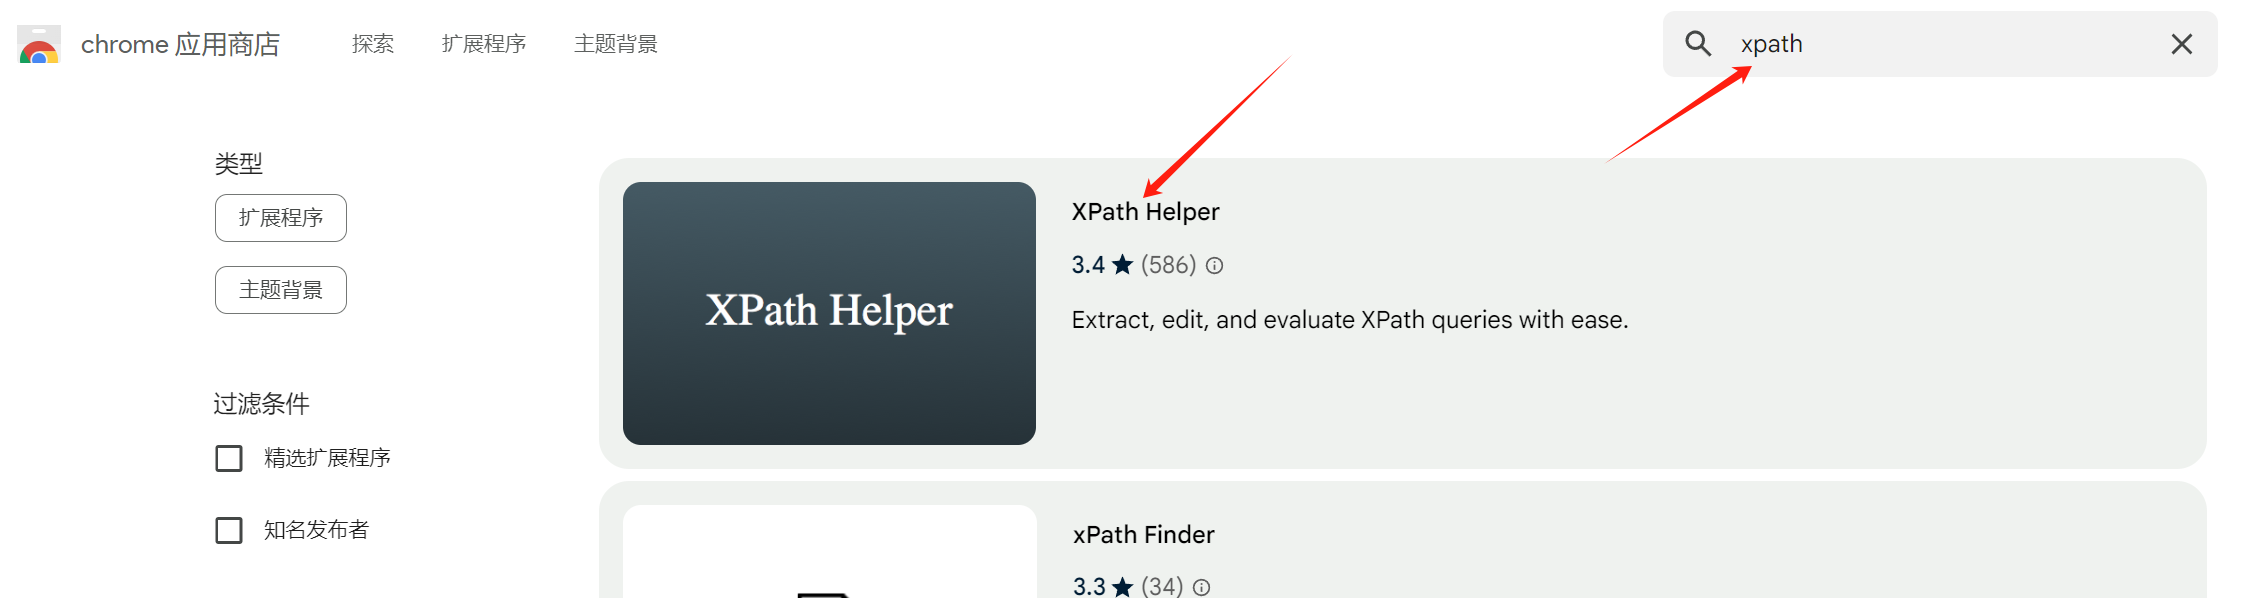 chrome 应用商店
探索
扩展程序
主题背景
xpath
类型
扩展程序
主题背景
过滤条件
精选扩展程序
知名发布者
XPath Helper
XPath Helper
3.4 ★ (586)
Extract, edit, and evaluate XPath queries with ease.
xPath Finder
3.3 ★ (34)